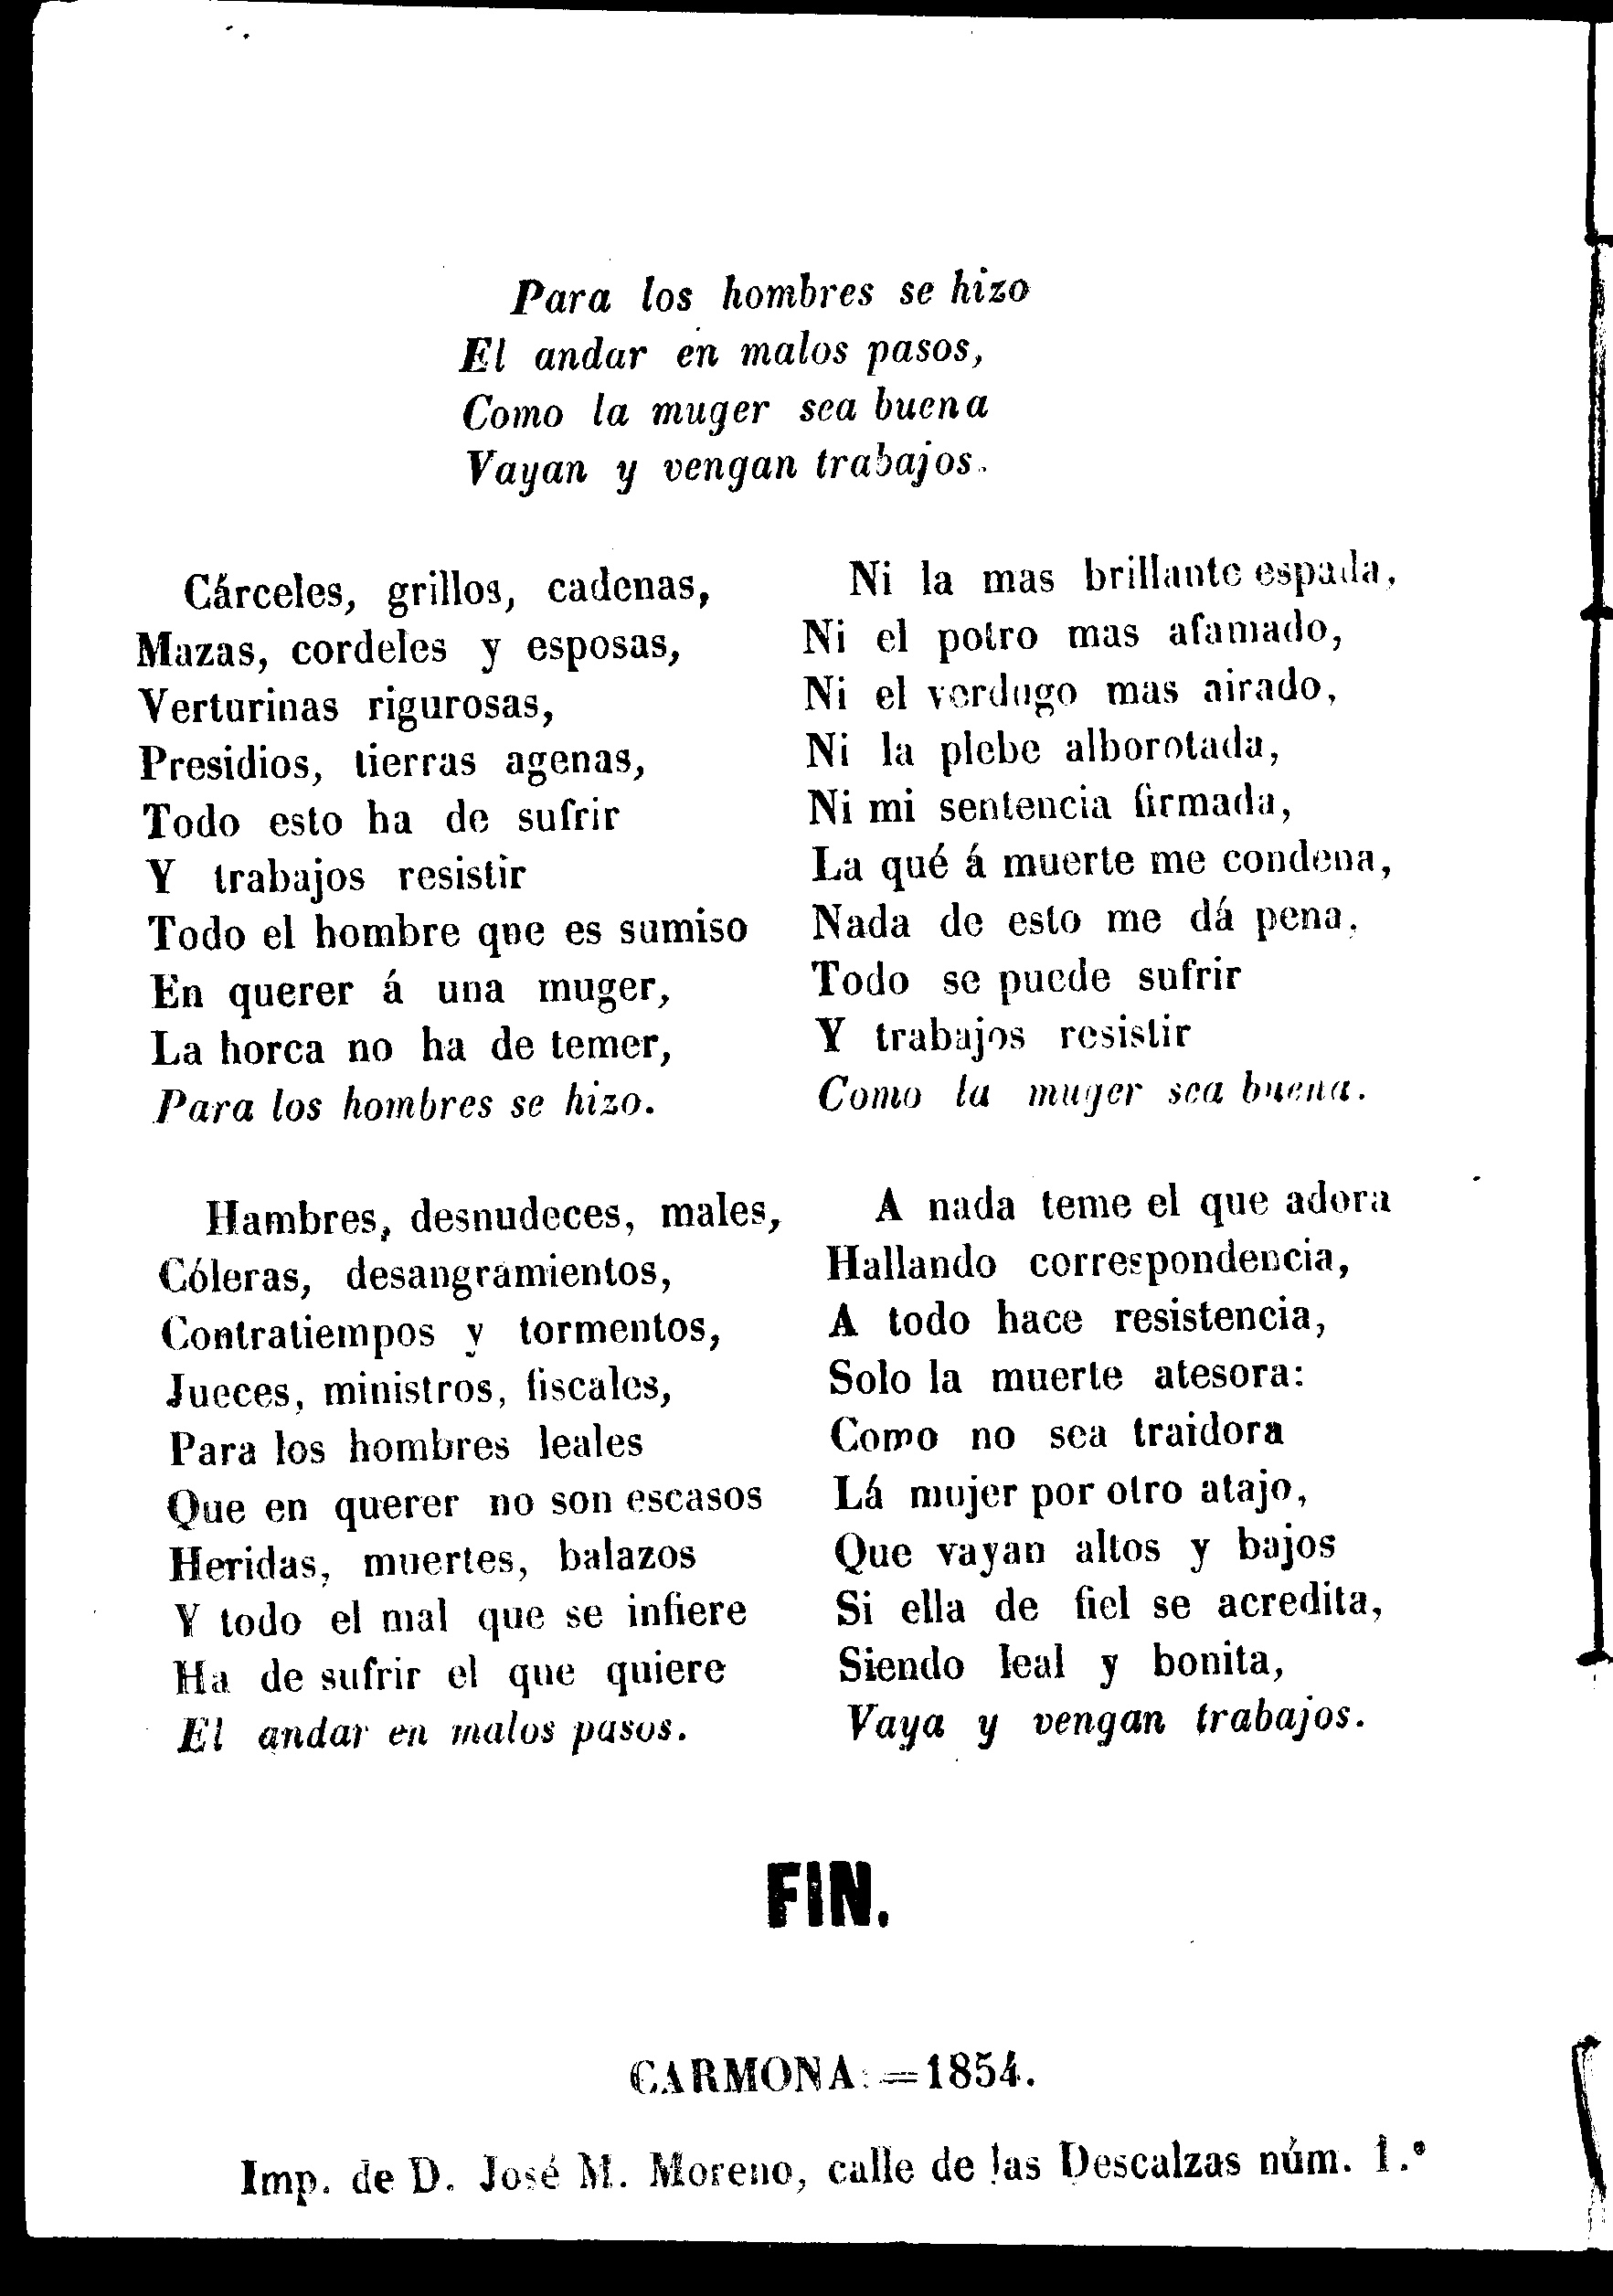 Para los hombres se hizo
El andar en malos pasos,
Como la muger sea buena
Vayan y vengan trabajos.
Cárceles, grillos, cadenas,
Mazas, cordeles y esposas,
Verturinas rigurosas,
Presidios, tierras agenas,
Todo esto ha de sufrir
Y trabajos resistir
Todo el hombre que es sumiso
En querer á una muger,
La horca no ha de temer,
Para los hombres se hizo.
Hambres, desnudeces, males,
Cóleras, desangramientos,
Contratiempos y tormentos,
Jueces, ministros, fiscales,
Para los hombres leales
Que en querer no son escasos
Heridas, muertes, balazos
Y todo el mal que se infiere
Ha de sufrir el que quiere
El andar en malos pasos.
Ni la mas brillante espada,
Ni el potro mas afamado,
Ni el verdugo mas airado,
Ni la plebe alborotada,
Ni mi sentencia firmada,
La qué á muerte me condena,
Nada de esto me dá pena,
Todo se puede sufrir
Y trabajos resistir
Como la muger sea buena.
A nada teme el que adora
Hallando correspondencia,
A todo hace resistencia,
Solo la muerte atesora:
Como no sea traidora
Lá mujer por otro atajo,
Que vayan altos y bajos
Si ella de fiel se acredita,
Siendo leal y bonita,
Vaya y vengan trabajos.
FIN.
CARMONA:=1854.
Imp. de D. José M. Moreno, calle de las Descalzas núm. 1.º